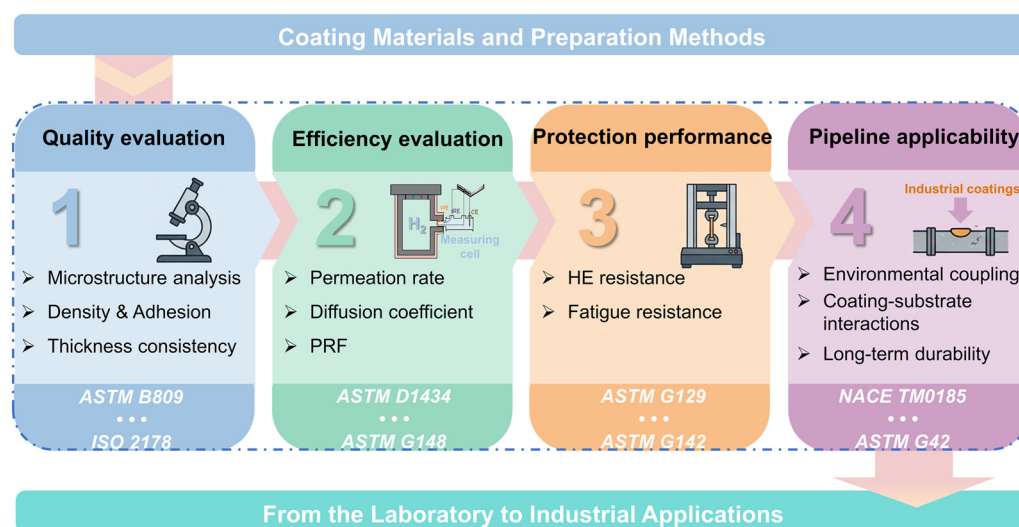 Coating Materials and Preparation Methods
Quality evaluation
1
➢ Microstructure analysis
➢ Density & Adhesion
➢ Thickness consistency
ASTM B809
•••
ISO 2178
Efficiency evaluation
2
H₂
WE
RE
CE
Measuring
cell
➢ Permeation rate
➢ Diffusion coefficient
➢ PRF
ASTM D1434
•••
ASTM G148
Protection performance
3
➢ HE resistance
➢ Fatigue resistance
ASTM G129
•••
ASTM G142
Pipeline applicability
4
Industrial coatings
➢ Environmental coupling
➢ Coating-substrate
interactions
➢ Long-term durability
NACE TM0185
•••
ASTM G42
From the Laboratory to Industrial Applications